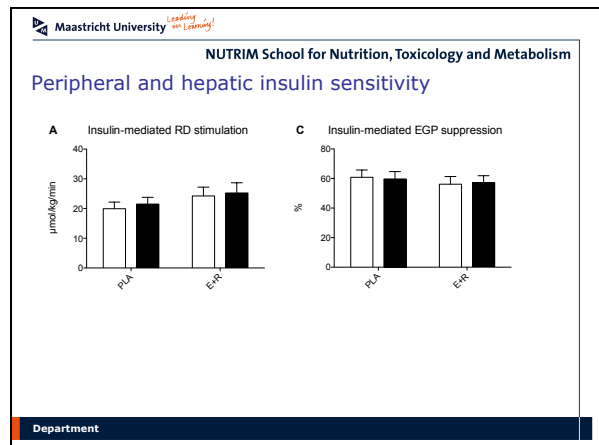 Maastricht University
Leading
in Learning!
NUTRIM School for Nutrition, Toxicology and Metabolism
Peripheral and hepatic insulin sensitivity
A Insulin-mediated RD stimulation
40
30
20
10
0
µmol/kg/min
PLA
E+R
C Insulin-mediated EGP suppression
80
60
40
20
0
%
PLA
E+R
Department